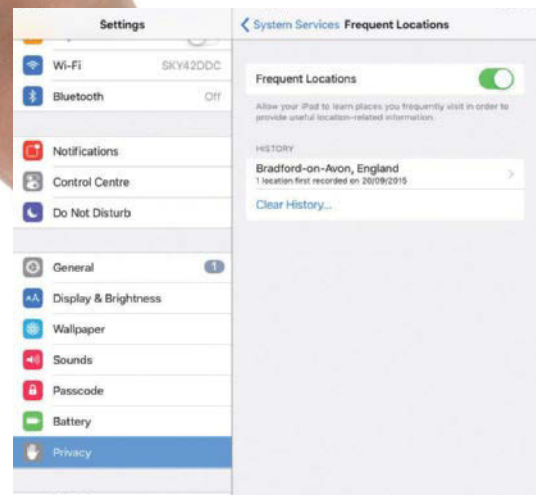 Settings
Wi-Fi SKY42DDC
Bluetooth Off
Notifications
Control Centre
Do Not Disturb
General 1
Display & Brightness
Wallpaper
Sounds
Passcode
Battery
Privacy
System Services Frequent Locations
Frequent Locations
Allow your iPad to learn places you frequently visit in order to
provide useful location-related information.
HISTORY
Bradford-on-Avon, England
1 location first recorded on 20/09/2015
Clear History...